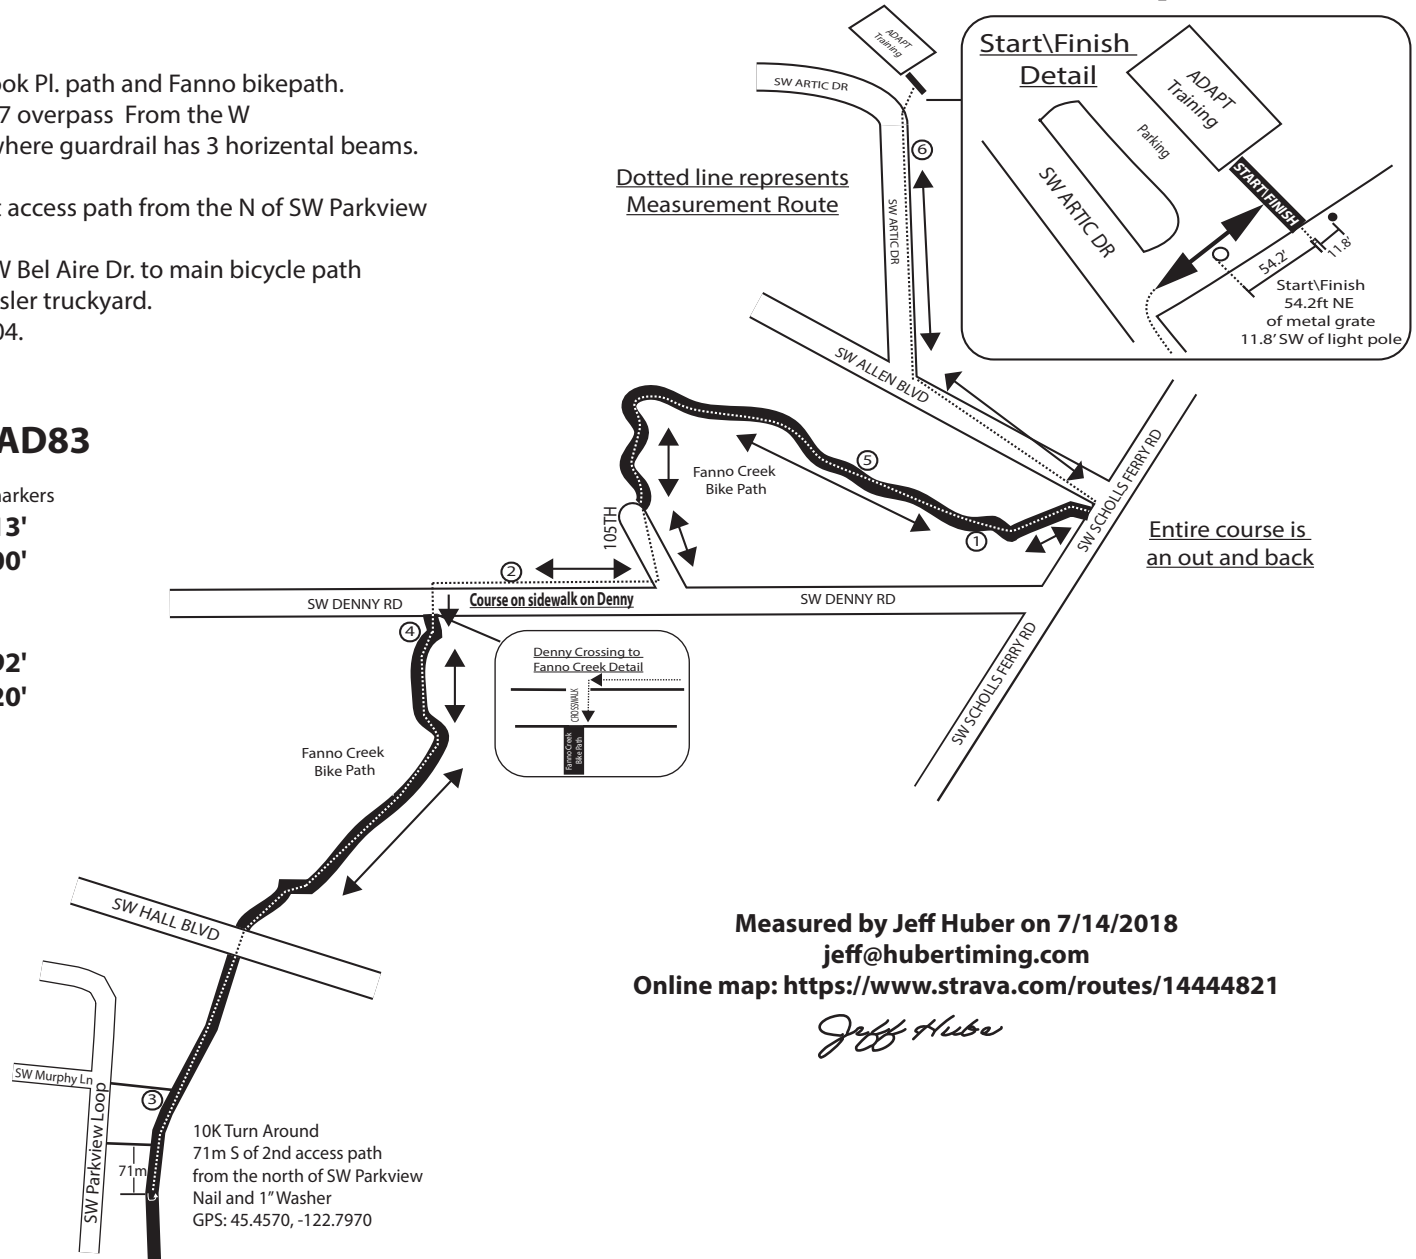 ook Pl. path and Fanno bikepath.
7 overpass From the W
where guardrail has 3 horizental beams.
t access path from the N of SW Parkview
W Bel Aire Dr. to main bicycle path
sler truckyard.
04.
AD83
markers
13'
00'
92'
20'
ADAPT
Training
SW ARTIC DR
6
Dotted line represents
Measurement Route
SW ARTIC DR
Start\Finish
Detail
ADAPT
Training
Parking
SW ARTIC DR
START\FINISH
54.2'
11.8'
Start\Finish
54.2ft NE
of metal grate
11.8' SW of light pole
SW ALLEN BLVD
SW SCHOLLS FERRY RD
5
Fanno Creek
Bike Path
1
105TH
Entire course is
an out and back
2
SW DENNY RD
Course on sidewalk on Denny
SW DENNY RD
4
Denny Crossing to
Fanno Creek Detail
CROSSWALK
Fanno Creek
Bike Path
SW SCHOLLS FERRY RD
Fanno Creek
Bike Path
SW HALL BLVD
Measured by Jeff Huber on 7/14/2018
jeff@hubertiming.com
Online map: https://www.strava.com/routes/14444821
Jeff Hube
SW Murphy Ln
3
SW Parkview Loop
71m
10K Turn Around
71m S of 2nd access path
from the north of SW Parkview
Nail and 1" Washer
GPS: 45.4570, -122.7970